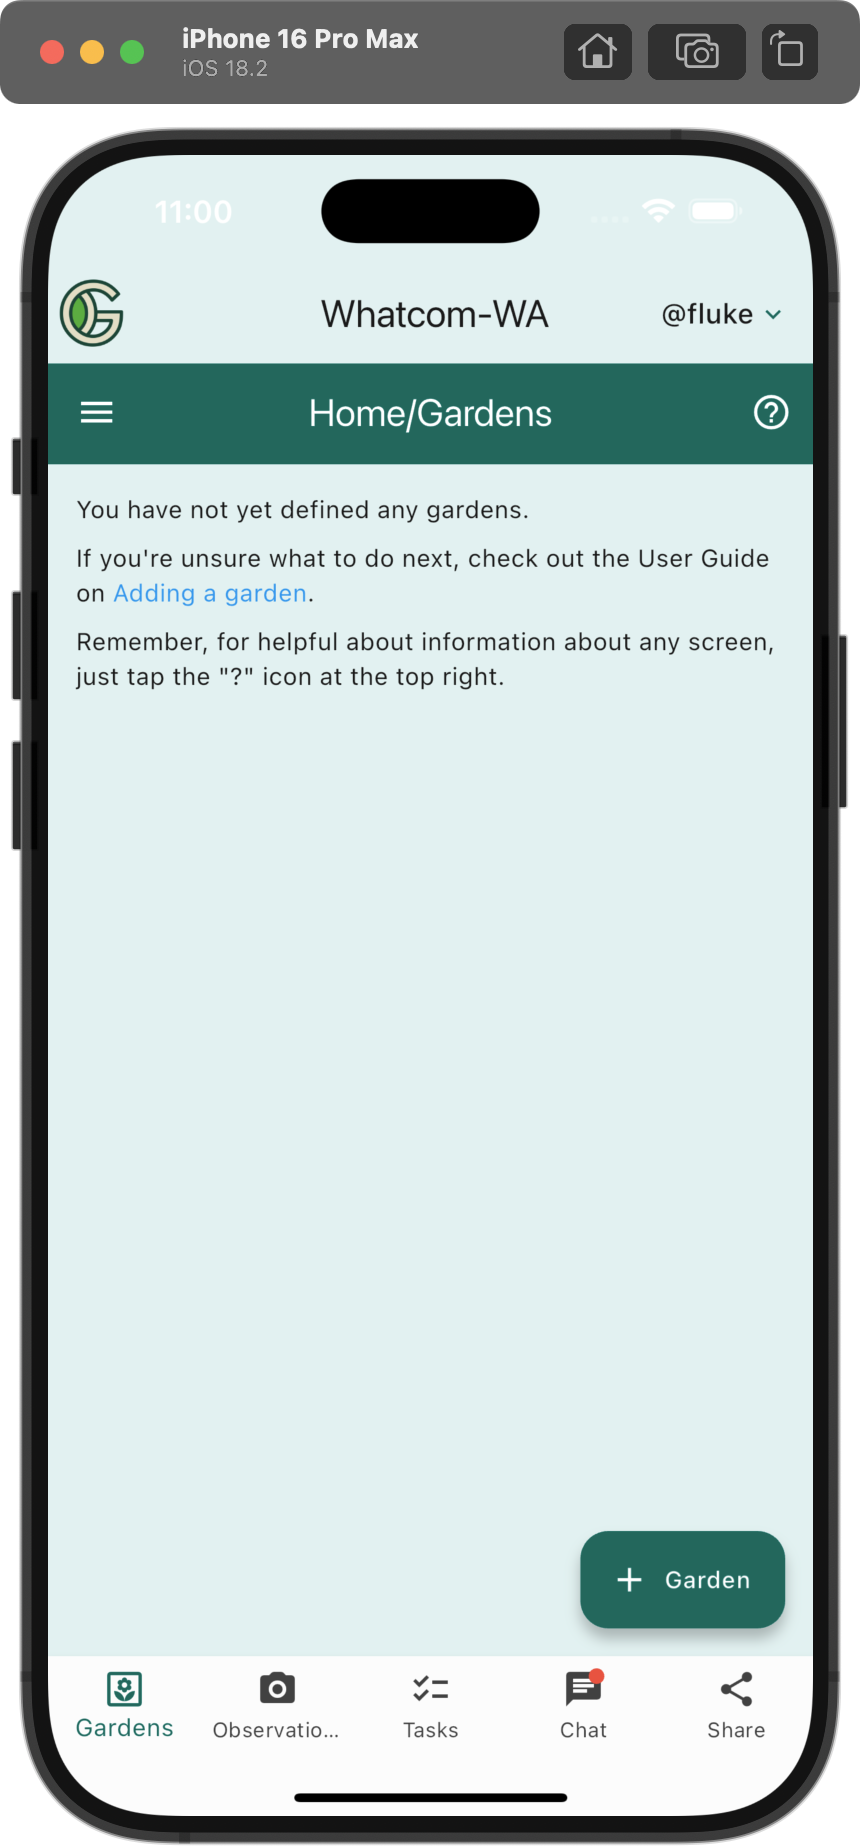 iPhone 16 Pro Max
iOS 18.2
11:00
Whatcom-WA
@fluke
Home/Gardens
You have not yet defined any gardens.
If you're unsure what to do next, check out the User Guide
on Adding a garden.
Remember, for helpful about information about any screen,
just tap the "?" icon at the top right.
+ Garden
Gardens
Observatio...
Tasks
Chat
Share